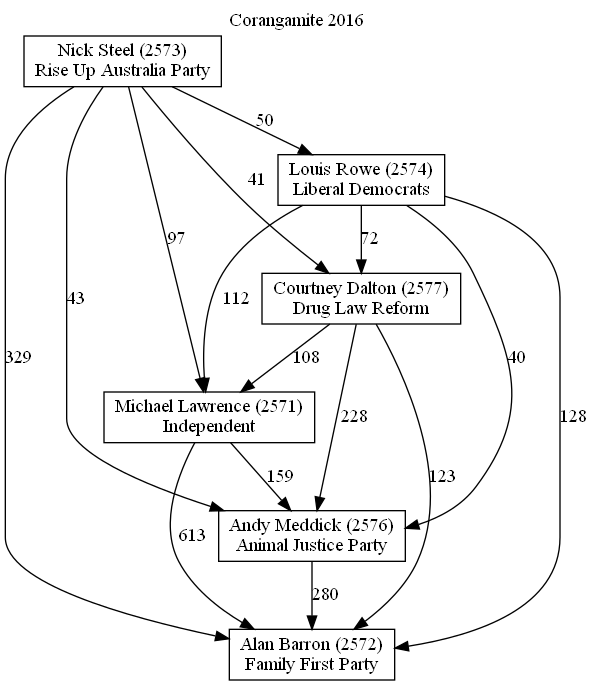 Corangamite 2016
Nick Steel (2573)
Rise Up Australia Party
50
Louis Rowe (2574)
Liberal Democrats
41
97
72
Courtney Dalton (2577)
Drug Law Reform
43
112
329
108
40
128
Michael Lawrence (2571)
Independent
228
159
123
Andy Meddick (2576)
Animal Justice Party
613
280
Alan Barron (2572)
Family First Party